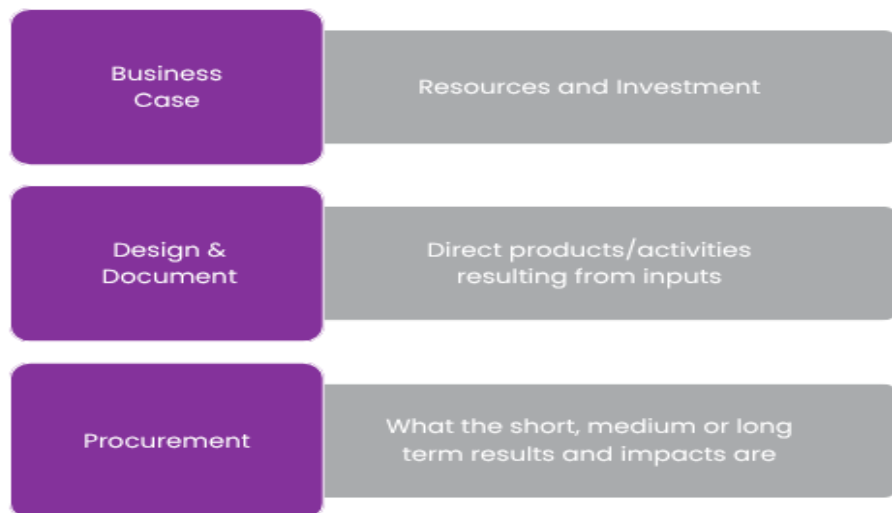 Business
Case
Resources and Investment
Design &
Document
Direct products/activities
resulting from inputs
Procurement
What the short, medium or long
term results and impacts are